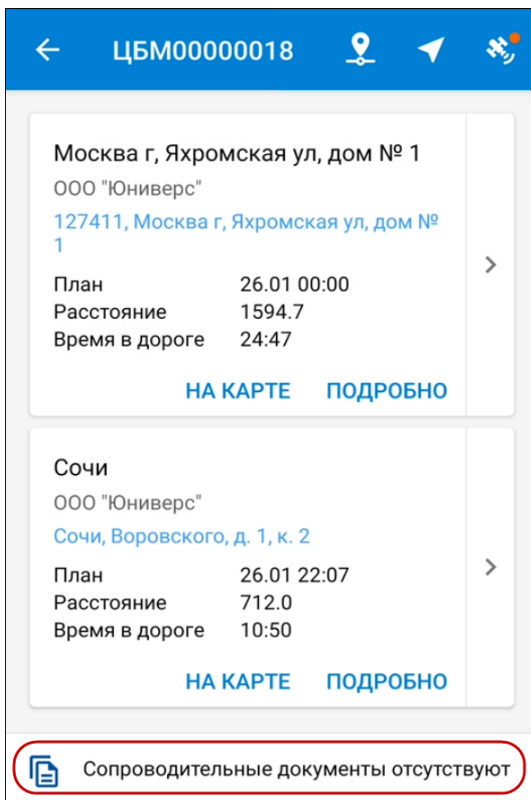 ЦБМ00000018
Москва г, Яхромская ул, дом № 1
ООО "Юниверс"
127411, Москва г, Яхромская ул, дом №
1
План 26.01 00:00
Расстояние 1594.7
Время в дороге 24:47
НА КАРТЕ ПОДРОБНО
Сочи
ООО "Юниверс"
Сочи, Воровского, д. 1, к. 2
План 26.01 22:07
Расстояние 712.0
Время в дороге 10:50
НА КАРТЕ ПОДРОБНО
Сопроводительные документы отсутствуют